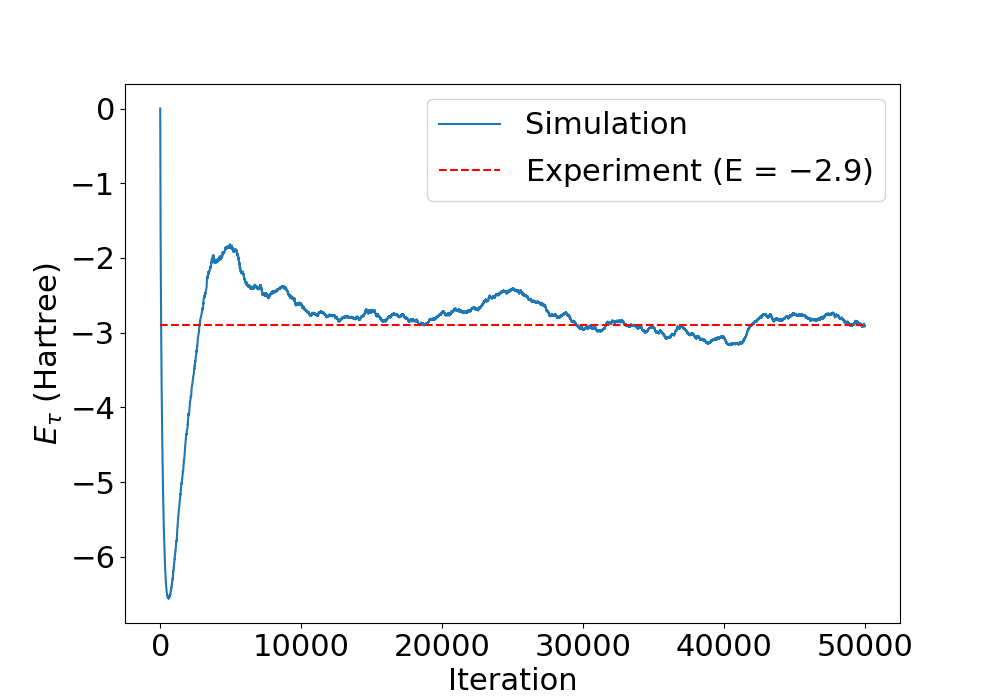 Simulation
Experiment (E = −2.9)
0
−1
−2
−3
−4
−5
−6
E_τ (Hartree)
0 10000 20000 30000 40000 50000
Iteration